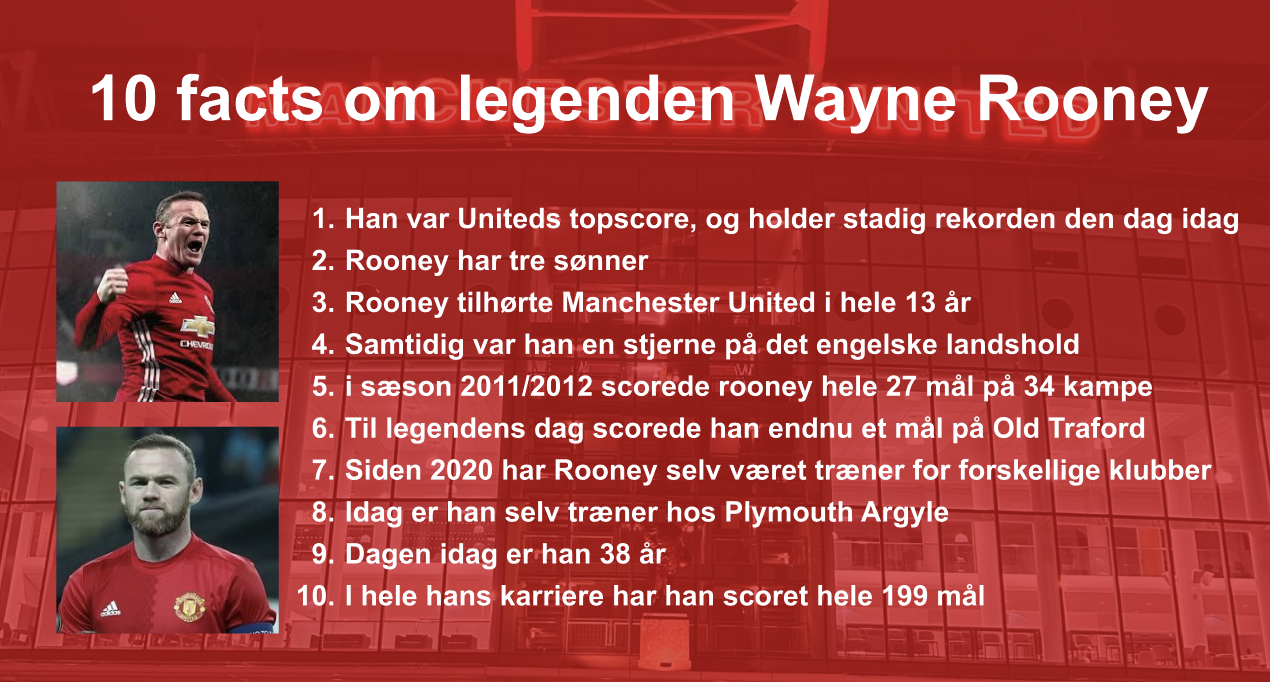 10 facts om legenden Wayne Rooney
MANCHESTER UNITED
CHEVROLET
1. Han var Uniteds topscore, og holder stadig rekorden den dag idag
2. Rooney har tre sønner
3. Rooney tilhørte Manchester United i hele 13 år
4. Samtidig var han en stjerne på det engelske landshold
5. i sæson 2011/2012 scorede rooney hele 27 mål på 34 kampe
6. Til legendens dag scorede han endnu et mål på Old Traford
7. Siden 2020 har Rooney selv været træner for forskellige klubber
8. Idag er han selv træner hos Plymouth Argyle
9. Dagen idag er han 38 år
10. I hele hans karriere har han scoret hele 199 mål
adidas